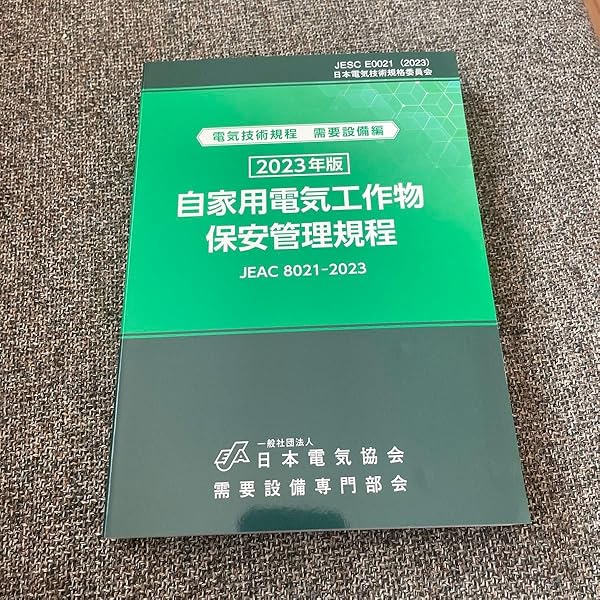 JESC E0021 (2023)
日本電気技術規格委員会
電気技術規程 需要設備編
2023年版
自家用電気工作物
保安管理規程
JEAC 8021-2023
一般社団法人
日本電気協会
需要設備専門部会